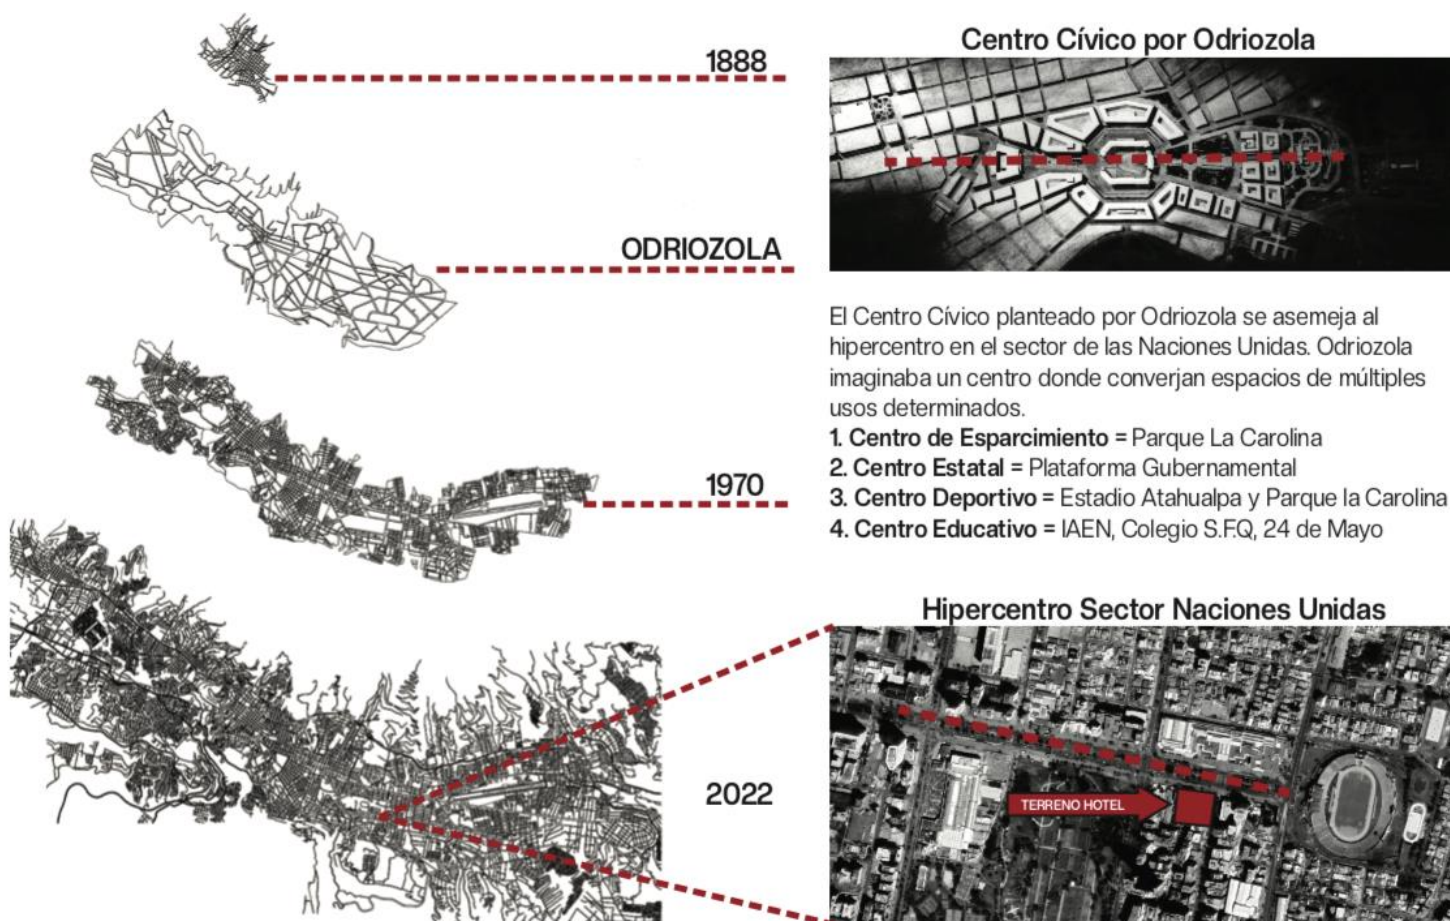 1888
ODRIOZOLA
1970
2022
Centro Cívico por Odriozola
El Centro Cívico planteado por Odriozola se asemeja al
hipercentro en el sector de las Naciones Unidas. Odriozola
imaginaba un centro donde converjan espacios de múltiples
usos determinados.
1. Centro de Esparcimiento = Parque La Carolina
2. Centro Estatal = Plataforma Gubernamental
3. Centro Deportivo = Estadio Atahualpa y Parque la Carolina
4. Centro Educativo = IAEN, Colegio S.F.Q, 24 de Mayo
Hipercentro Sector Naciones Unidas
TERRENO HOTEL